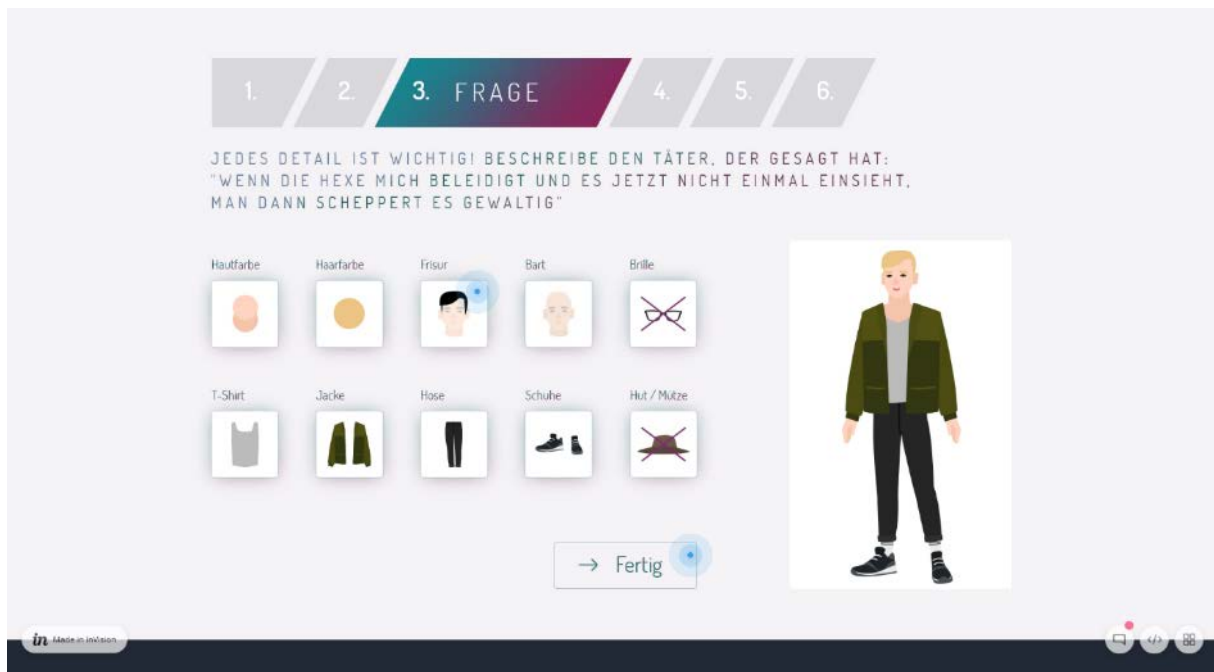 1. 2. 3. FRAGE 4. 5. 6.
JEDES DETAIL IST WICHTIG! BESCHREIBE DEN TÄTER, DER GESAGT HAT:
"WENN DIE HEXE MICH BELEIDIGT UND ES JETZT NICHT EINMAL EINSIEHT,
MAN DANN SCHEPPERT ES GEWALTIG"
Hautfarbe Haarfarbe Frisur Bart Brille
T-Shirt Jacke Hose Schuhe Hut / Mütze
→ Fertig
in Made in InVision